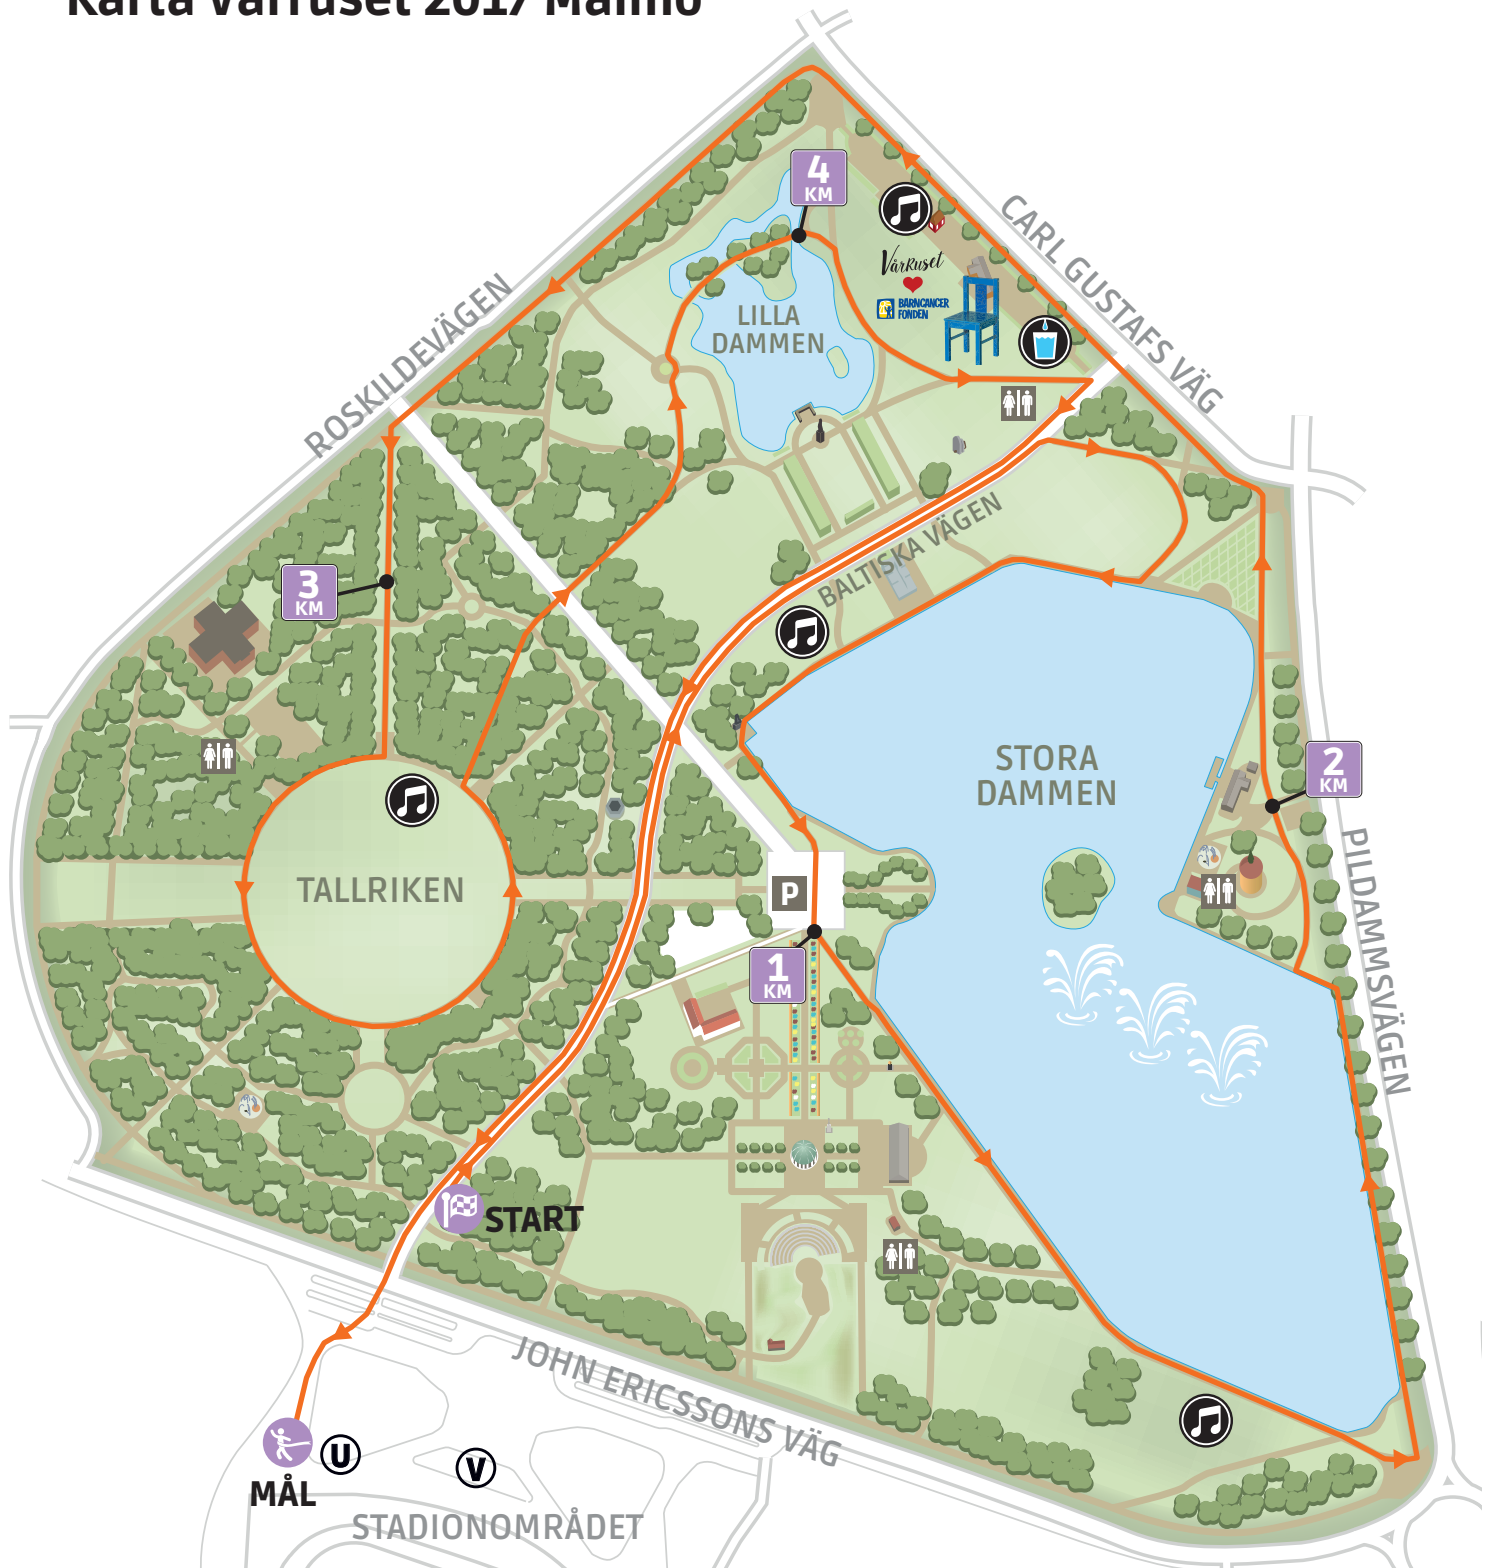 Karta Vårruset 2017 Malmö
4
KM
CARL GUSTAFS VÄG
Vårruset
BARNCANCER
FONDEN
ROSKILDEVÄGEN
LILLA
DAMMEN
3
KM
BALTISKA VÄGEN
STORA
DAMMEN
2
KM
TALLRIKEN
P
1
KM
PILDAMMSVÄGEN
START
JOHN ERICSSONS VÄG
MÅL
U
V
STADIONOMRÅDET